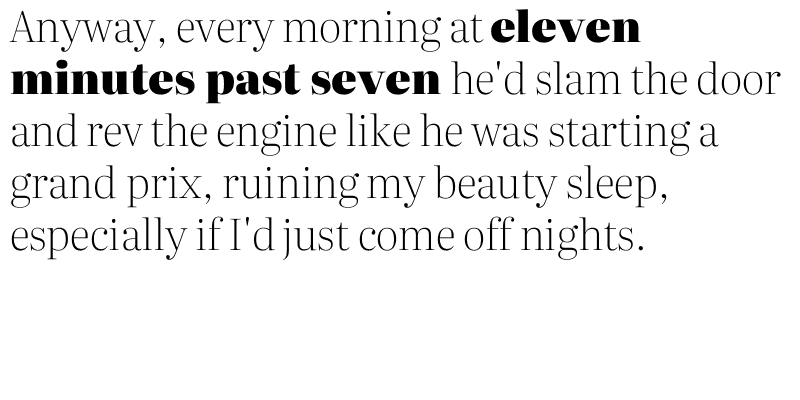 Anyway, every morning at eleven
minutes past seven he'd slam the door
and rev the engine like he was starting a
grand prix, ruining my beauty sleep,
especially if I'd just come off nights.